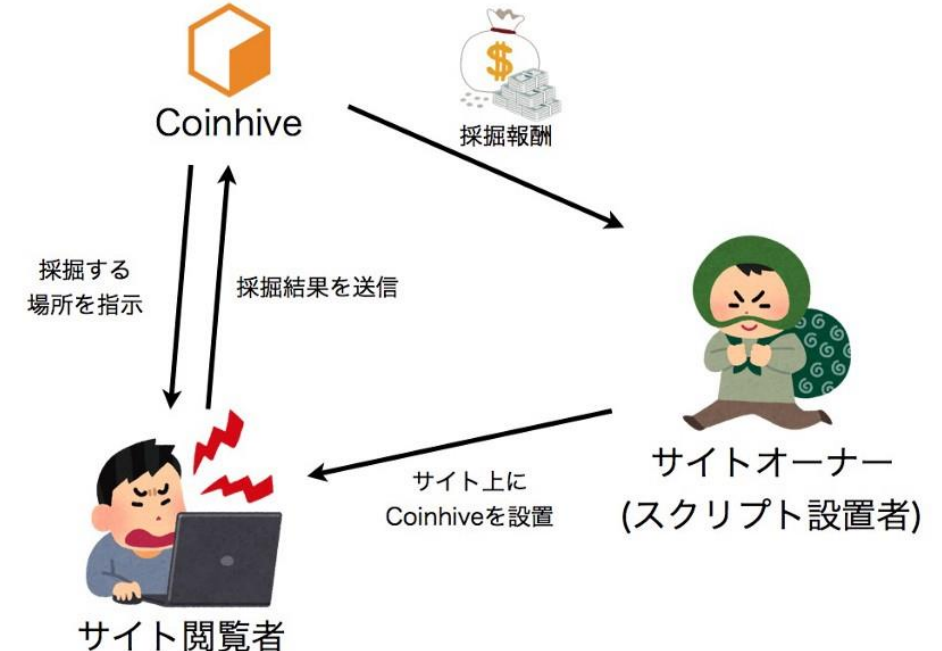 $
Coinhive
採掘報酬
採掘する
場所を指示
採掘結果を送信
サイト上に
Coinhiveを設置
サイトオーナー
(スクリプト設置者)
サイト閲覧者